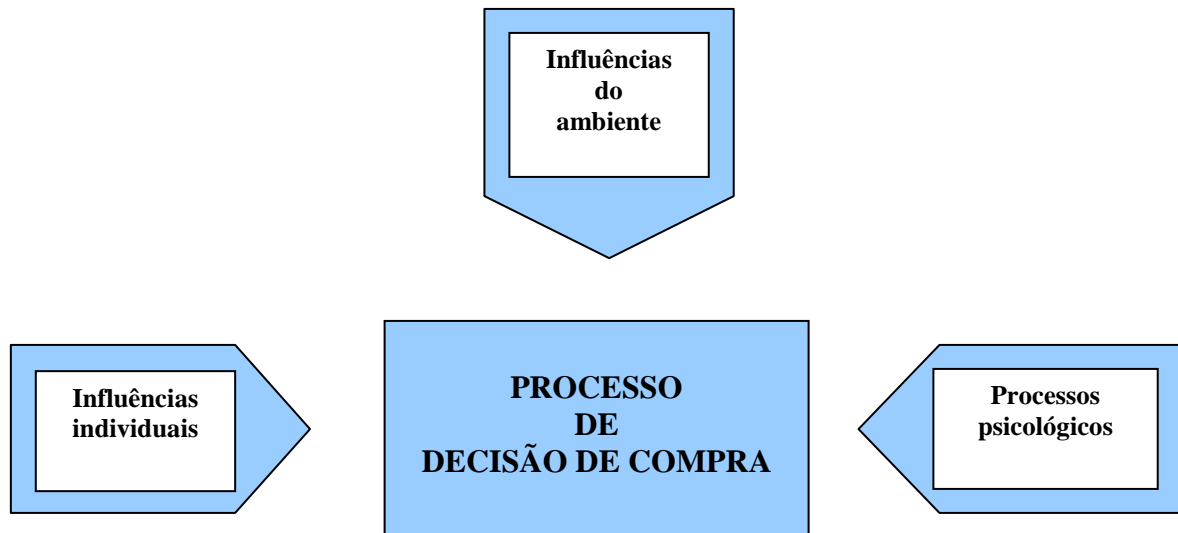 Influências
do
ambiente
Influências
individuais
PROCESSO
DE
DECISÃO DE COMPRA
Processos
psicológicos